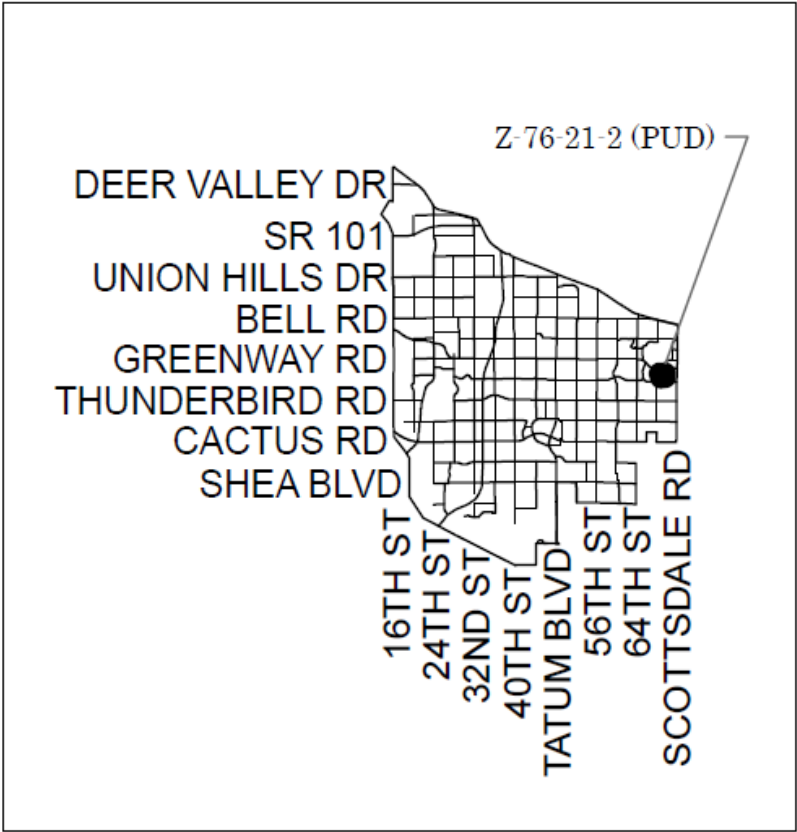 Z-76-21-2 (PUD)
DEER VALLEY DR
SR 101
UNION HILLS DR
BELL RD
GREENWAY RD
THUNDERBIRD RD
CACTUS RD
SHEA BLVD
16TH ST
24TH ST
32ND ST
40TH ST
TATUM BLVD
56TH ST
64TH ST
SCOTTSDALE RD